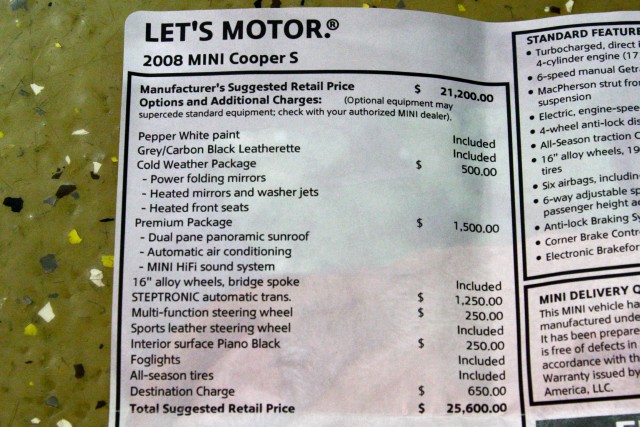 LET'S MOTOR.®
2008 MINI Cooper S
Manufacturer's Suggested Retail Price $ 21,200.00
Options and Additional Charges: (Optional equipment may
supercede standard equipment; check with your authorized MINI dealer).
Pepper White paint Included
Grey/Carbon Black Leatherette Included
Cold Weather Package $ 500.00
- Power folding mirrors
- Heated mirrors and washer jets
- Heated front seats
Premium Package $ 1,500.00
- Dual pane panoramic sunroof
- Automatic air conditioning
- MINI HiFi sound system
16" alloy wheels, bridge spoke Included
STEPTRONIC automatic trans. $ 1,250.00
Multi-function steering wheel $ 250.00
Sports leather steering wheel Included
Interior surface Piano Black $ 250.00
Foglights Included
All-season tires Included
Destination Charge $ 650.00
Total Suggested Retail Price $ 25,600.00
STANDARD FEATURE
• Turbocharged, direct
4-cylinder engine (17
• 6-speed manual Getr
• MacPherson strut fro
suspension
• Electric, engine-spee
• 4-wheel anti-lock dis
• All-Season traction C
• 16" alloy wheels, 19
tires
• Six airbags, includin
• 6-way adjustable sp
passenger height a
• Anti-lock Braking Sy
• Corner Brake Contr
• Electronic Brakefor
MINI DELIVERY Q
This MINI vehicle ha
manufactured unde
It has been prepare
is free of defects in
accordance with th
Warranty issued by
America, LLC.